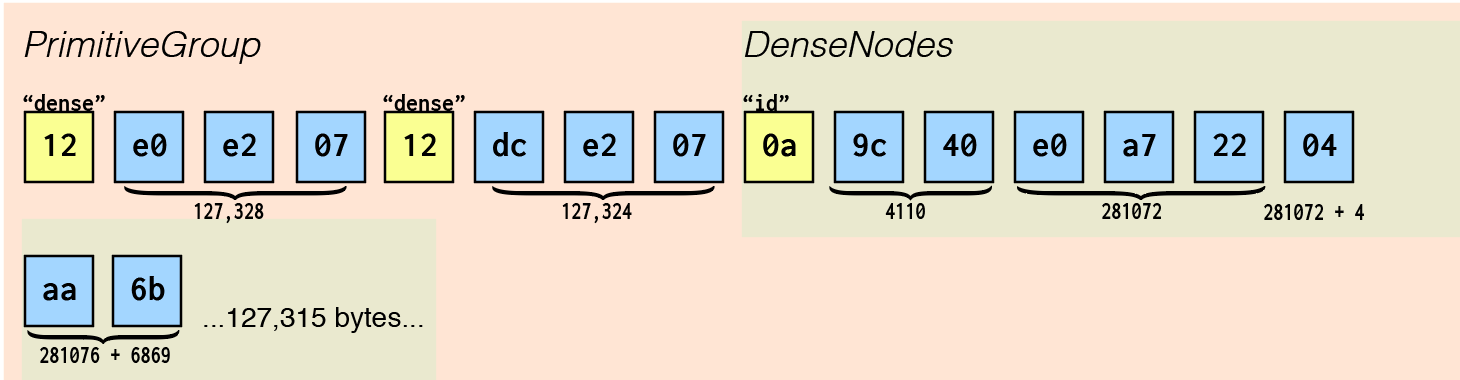 PrimitiveGroup
DenseNodes
“dense” “dense” “id”
12 e0 e2 07 12 dc e2 07 0a 9c 40 e0 a7 22 04
127,328 127,324 4110 281072 281072 + 4
aa 6b ...127,315 bytes...
281076 + 6869